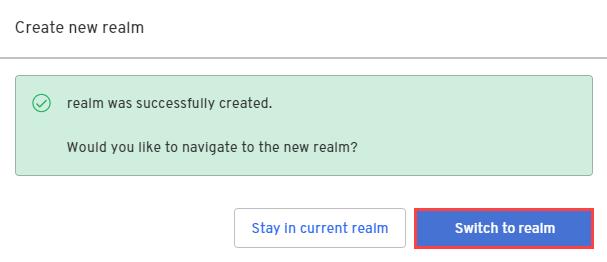 Create new realm
realm was successfully created.
Would you like to navigate to the new realm?
Stay in current realm
Switch to realm